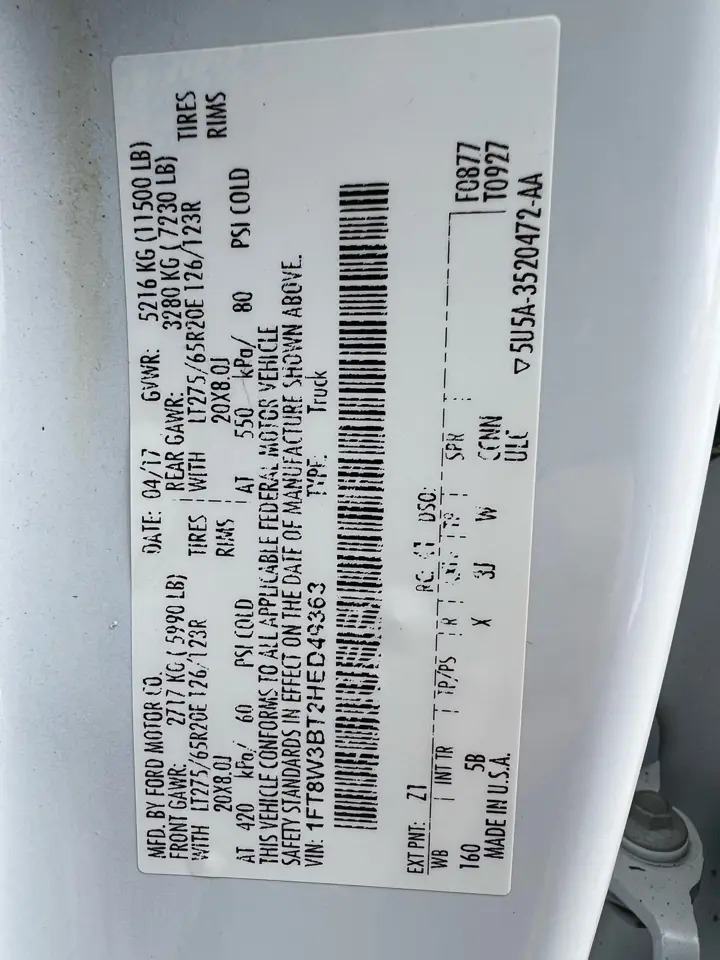 MFD. BY FORD MOTOR CO.
DATE: 04/17 GVWR: 5216 KG (11500 LB)
FRONT GAWR: 2717 KG (5990 LB) REAR GAWR: 3280 KG (7230 LB)
WITH LT275/65R20E 126/123R TIRES WITH LT275/65R20E 126/123R TIRES
20X8.0J RIMS 20X8.0J RIMS
AT 420 kPa/ 60 PSI COLD AT 550 kPa/ 80 PSI COLD
THIS VEHICLE CONFORMS TO ALL APPLICABLE FEDERAL MOTOR VEHICLE
SAFETY STANDARDS IN EFFECT ON THE DATE OF MANUFACTURE SHOWN ABOVE.
VIN: 1FT8W3BT2HED TYPE: Truck
EXT PNT: Z1 DSO: F0877
T0927
WB INT TR TP/PS R SPR
160 5B X 3J W
MADE IN U.S.A.
▽5U5A-3520472-AA